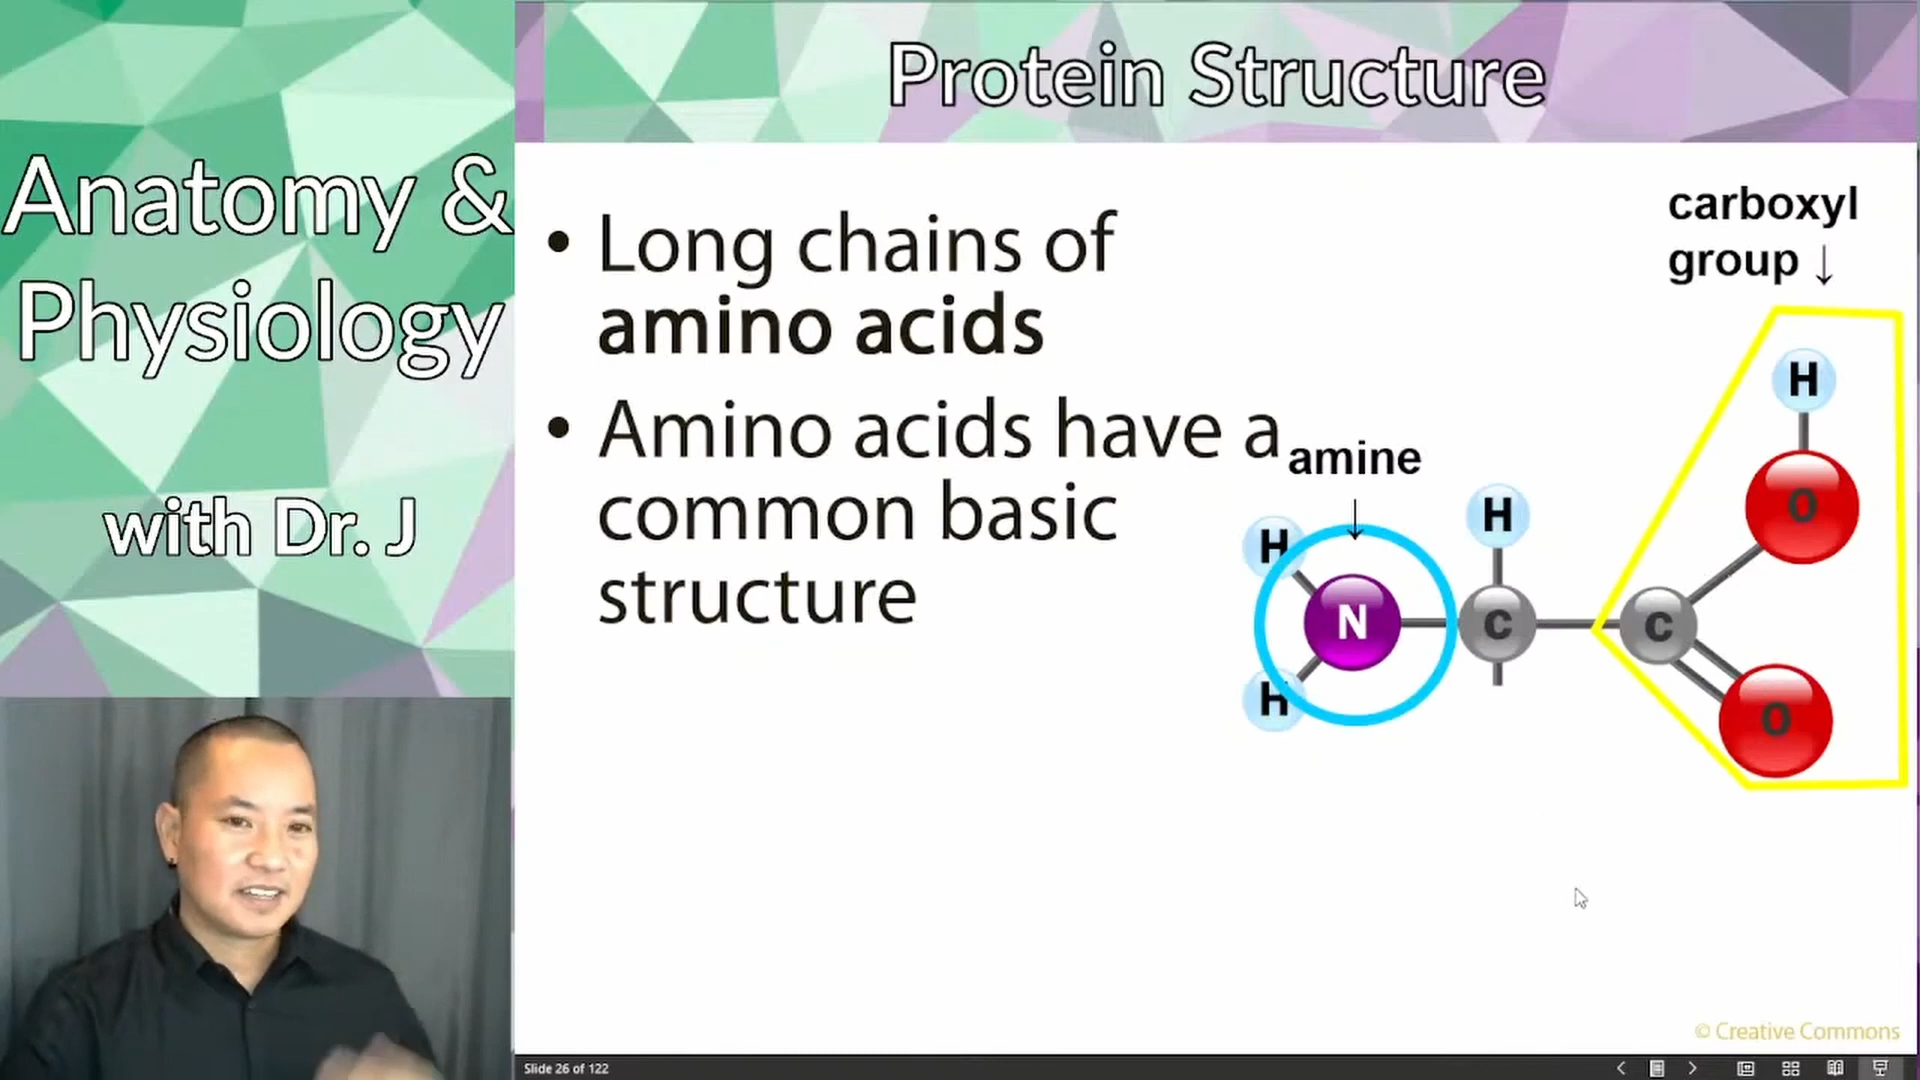 Anatomy &
Physiology
with Dr. J
Protein Structure
• Long chains of
amino acids
• Amino acids have a
common basic
structure
carboxyl
group ↓
amine
↓
H
O
H
H
N
C
C
H
O
© Creative Commons
Slide 26 of 122